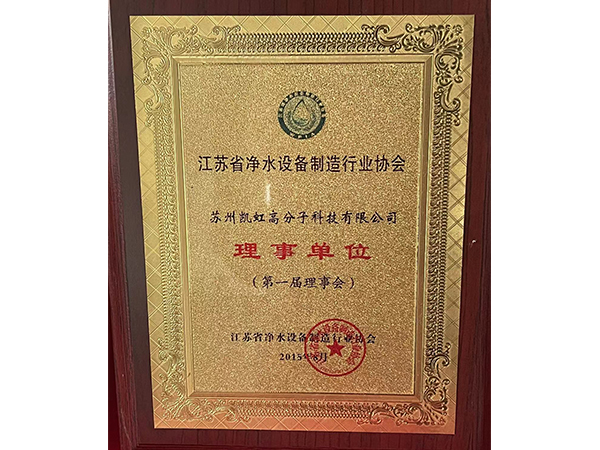 江苏省净水设备制造行业协会
苏州凯虹高分子科技有限公司
理事单位
(第一届理事会)
江苏省净水设备制造行业协会
2015年8月